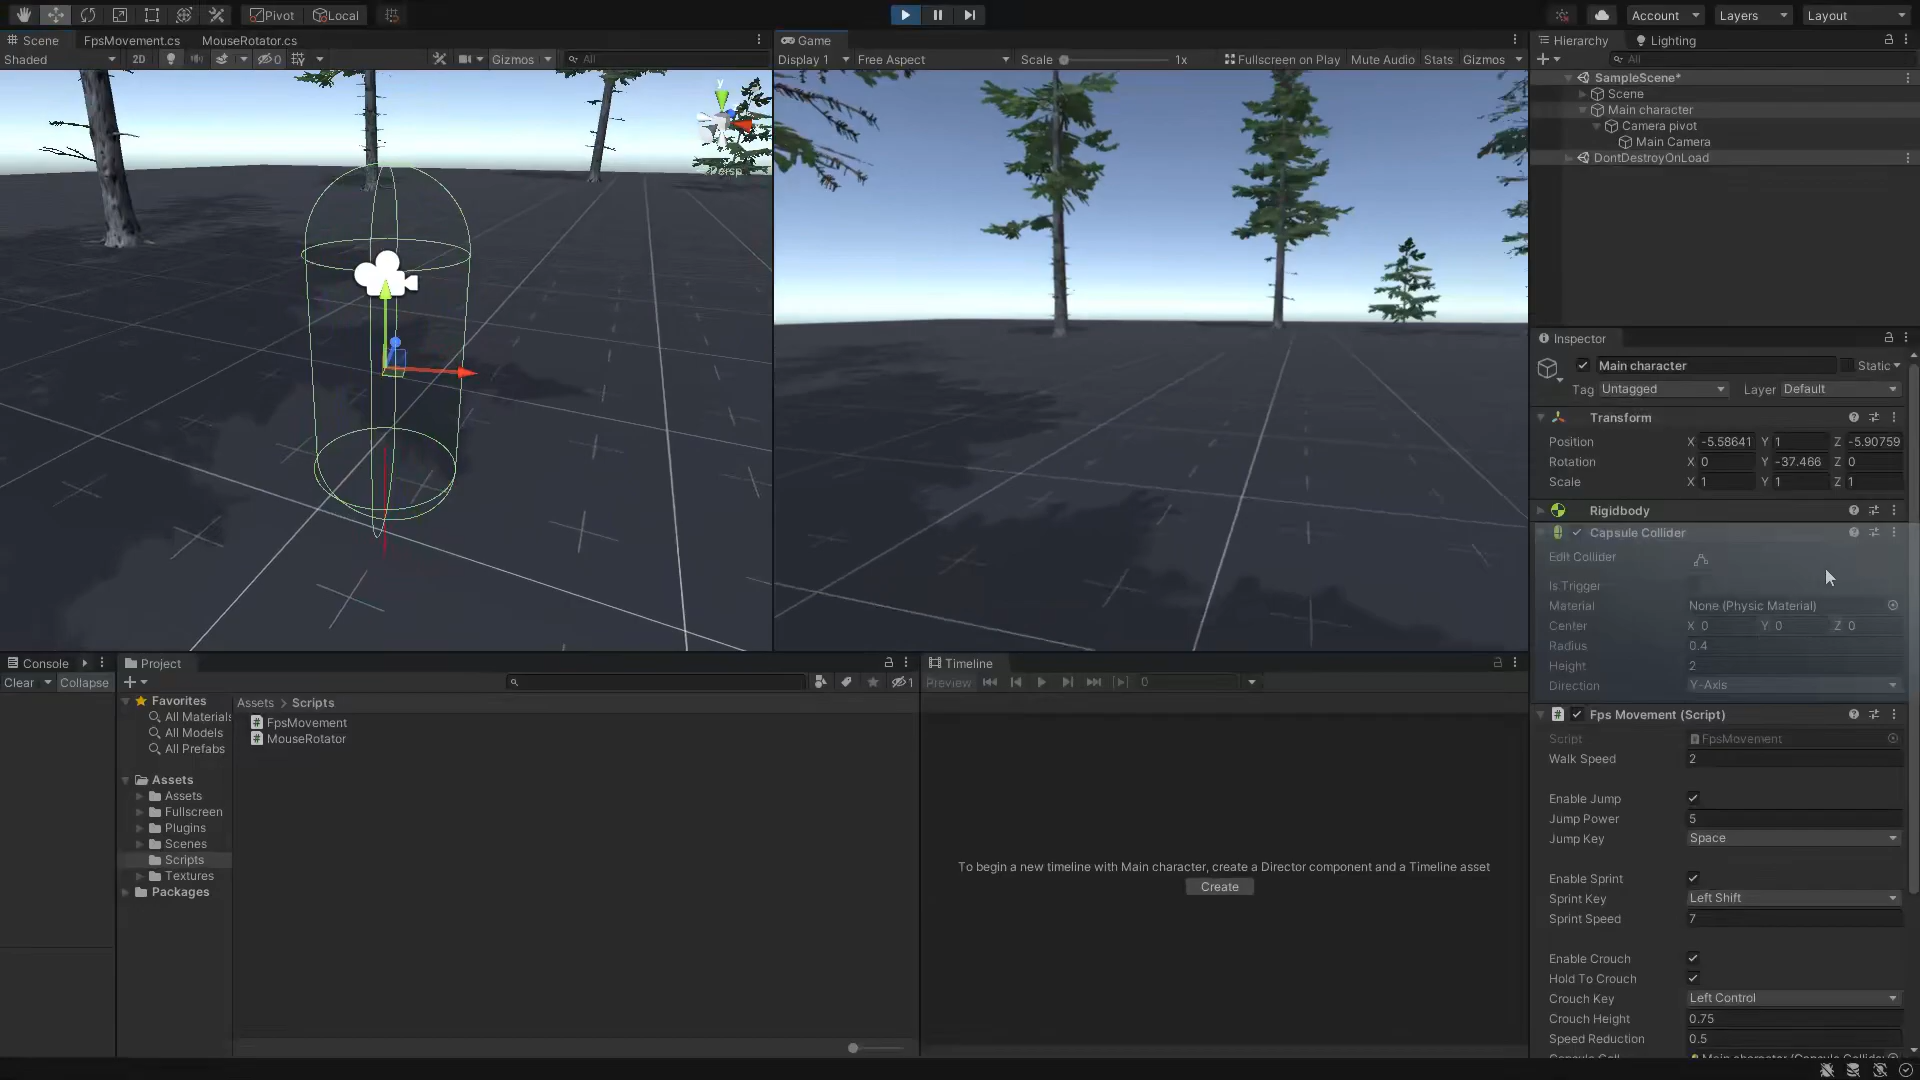 Pivot Local
Account Layers Layout
Scene FpsMovement.cs MouseRotator.cs
Shaded 2D 0 Gizmos All
y
Persp
Game
Display 1 Free Aspect Scale 1x Fullscreen on Play Mute Audio Stats Gizmos
Hierarchy Lighting
All
SampleScene*
Scene
Main character
Camera pivot
Main Camera
DontDestroyOnLoad
Inspector
Main character Static
Tag Untagged Layer Default
Transform
Position X -5.58641 Y 1 Z -5.90759
Rotation X 0 Y -37.466 Z 0
Scale X 1 Y 1 Z 1
Rigidbody
Capsule Collider
Edit Collider
Is Trigger
Material None (Physic Material)
Center X 0 Y 0 Z 0
Radius 0.4
Height 2
Direction Y-Axis
# Fps Movement (Script)
Script FpsMovement
Walk Speed 2
Enable Jump
Jump Power 5
Jump Key Space
Enable Sprint
Sprint Key Left Shift
Sprint Speed 7
Enable Crouch
Hold To Crouch
Crouch Key Left Control
Crouch Height 0.75
Speed Reduction 0.5
Console
Clear Collapse
Project
1
Favorites
All Materials
All Models
All Prefabs
Assets
Assets
Fullscreen
Plugins
Scenes
Scripts
Textures
Packages
Assets > Scripts
# FpsMovement
# MouseRotator
Timeline
Preview 0
To begin a new timeline with Main character, create a Director component and a Timeline asset
Create